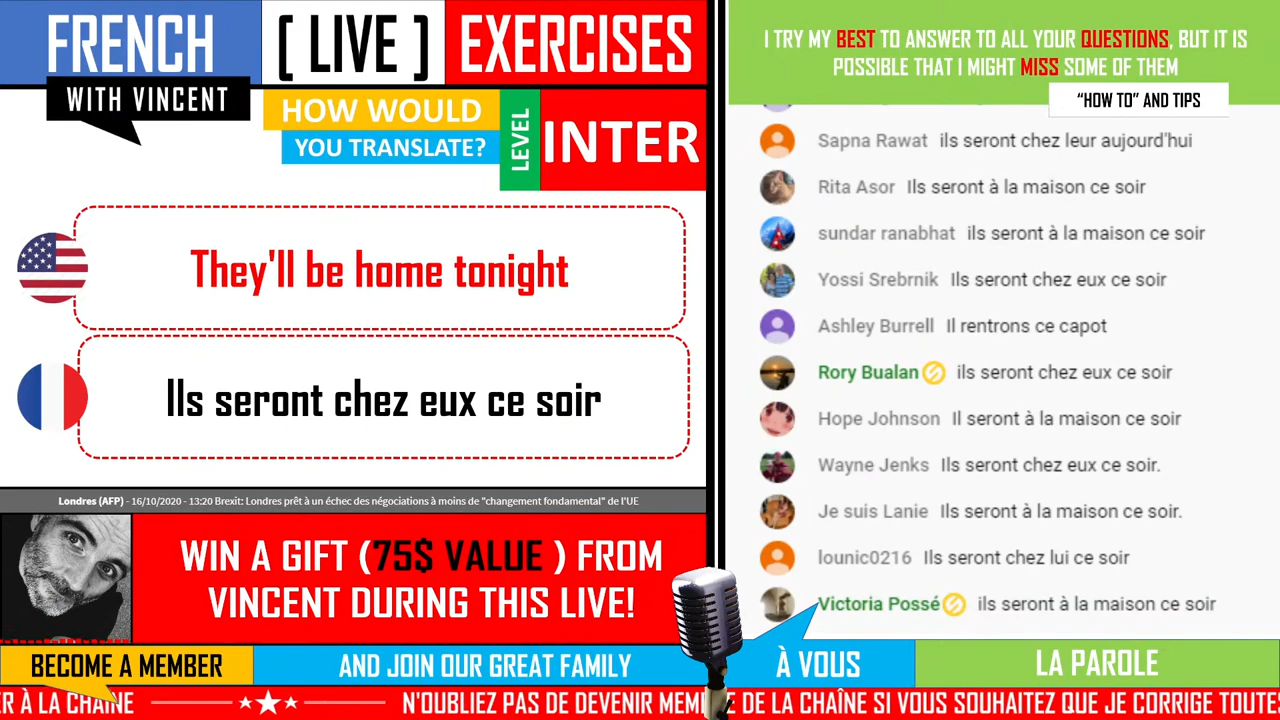 FRENCH
WITH VINCENT
[ LIVE ]
EXERCISES
HOW WOULD
YOU TRANSLATE?
LEVEL
INTER
They'll be home tonight
Ils seront chez eux ce soir
Londres (AFP) - 16/10/2020 - 13:20 Brexit: Londres prêt à un échec des négociations à moins de "changement fondamental" de l'UE
WIN A GIFT (75$ VALUE ) FROM
VINCENT DURING THIS LIVE!
BECOME A MEMBER
AND JOIN OUR GREAT FAMILY
I TRY MY BEST TO ANSWER TO ALL YOUR QUESTIONS, BUT IT IS
POSSIBLE THAT I MIGHT MISS SOME OF THEM
“HOW TO” AND TIPS
Sapna Rawat ils seront chez leur aujourd'hui
Rita Asor Ils seront à la maison ce soir
sundar ranabhat ils seront à la maison ce soir
Yossi Srebrnik Ils seront chez eux ce soir
Ashley Burrell Il rentrons ce capot
Rory Bualan ils seront chez eux ce soir
Hope Johnson Il seront à la maison ce soir
Wayne Jenks Ils seront chez eux ce soir.
Je suis Lanie Ils seront à la maison ce soir.
lounic0216 Ils seront chez lui ce soir
Victoria Possé ils seront à la maison ce soir
À VOUS
LA PAROLE
ER À LA CHAÎNE N'OUBLIEZ PAS DE DEVENIR MEM E DE LA CHAÎNE SI VOUS SOUHAITEZ QUE JE CORRIGE TOUTES